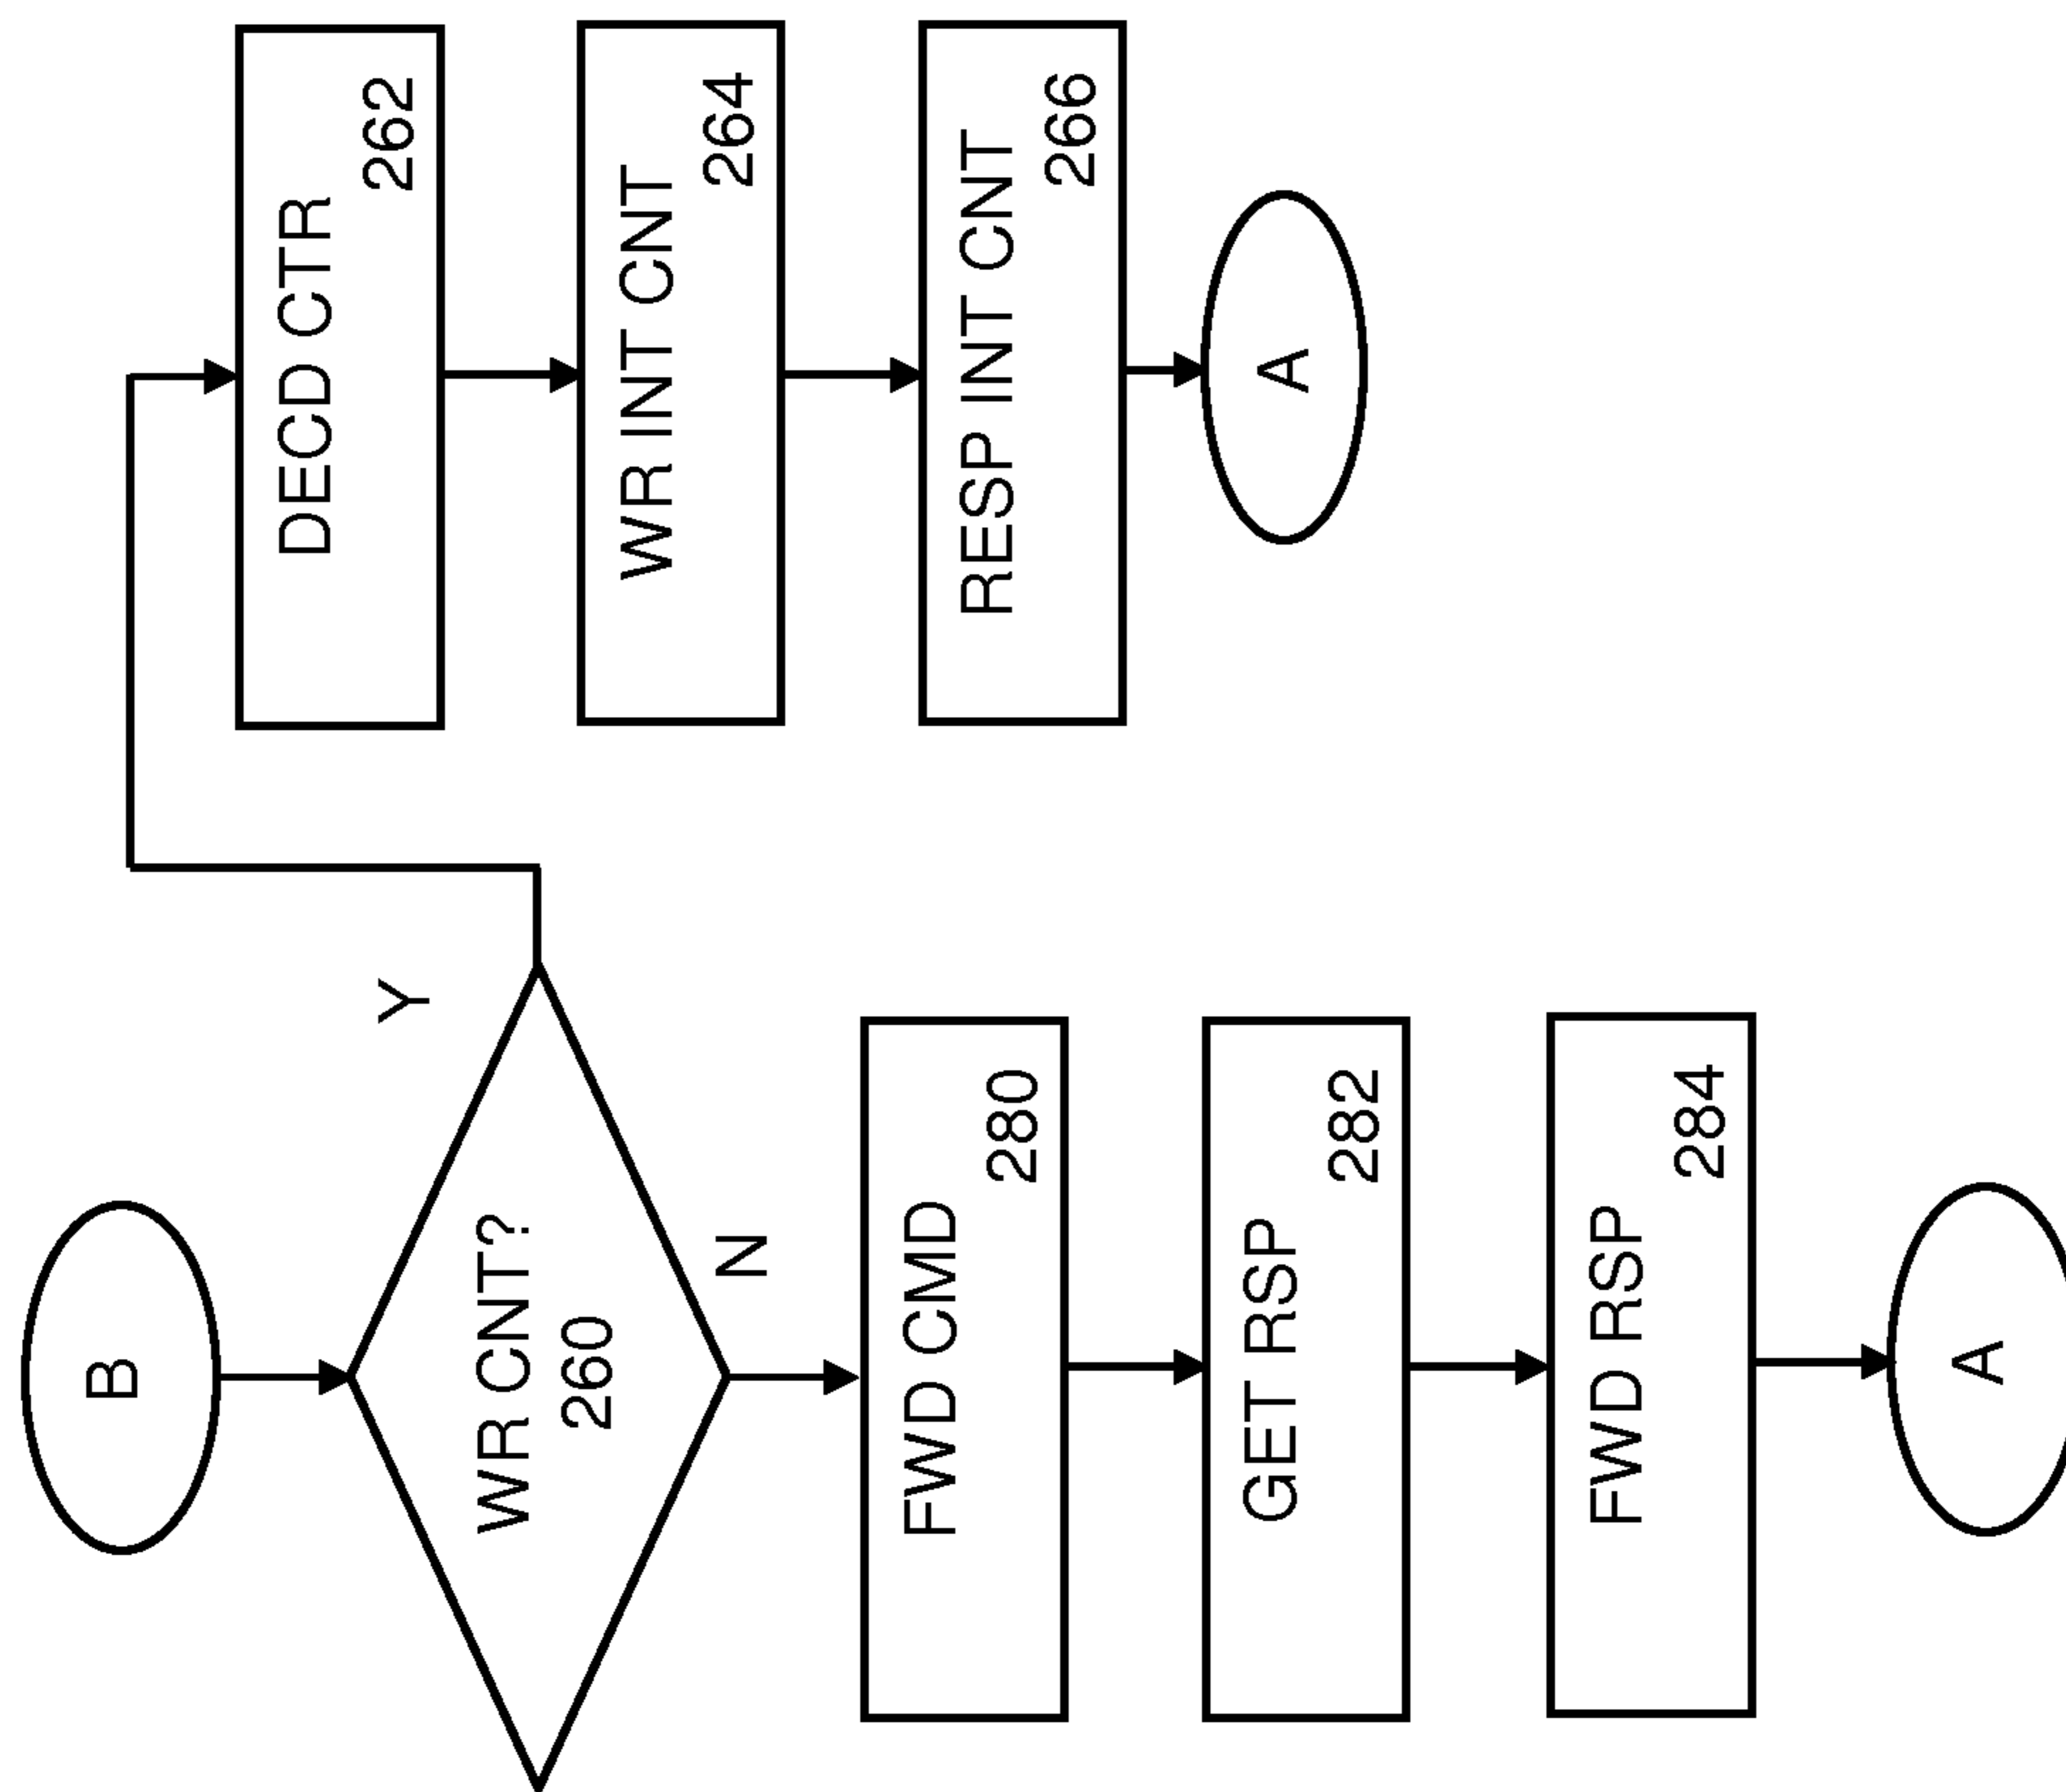 B
WR CNT?
260
Y
N
FWD CMD
280
GET RSP
282
FWD RSP
284
A
DECD CTR
262
WR INT CNT
264
RESP INT CNT
266
A